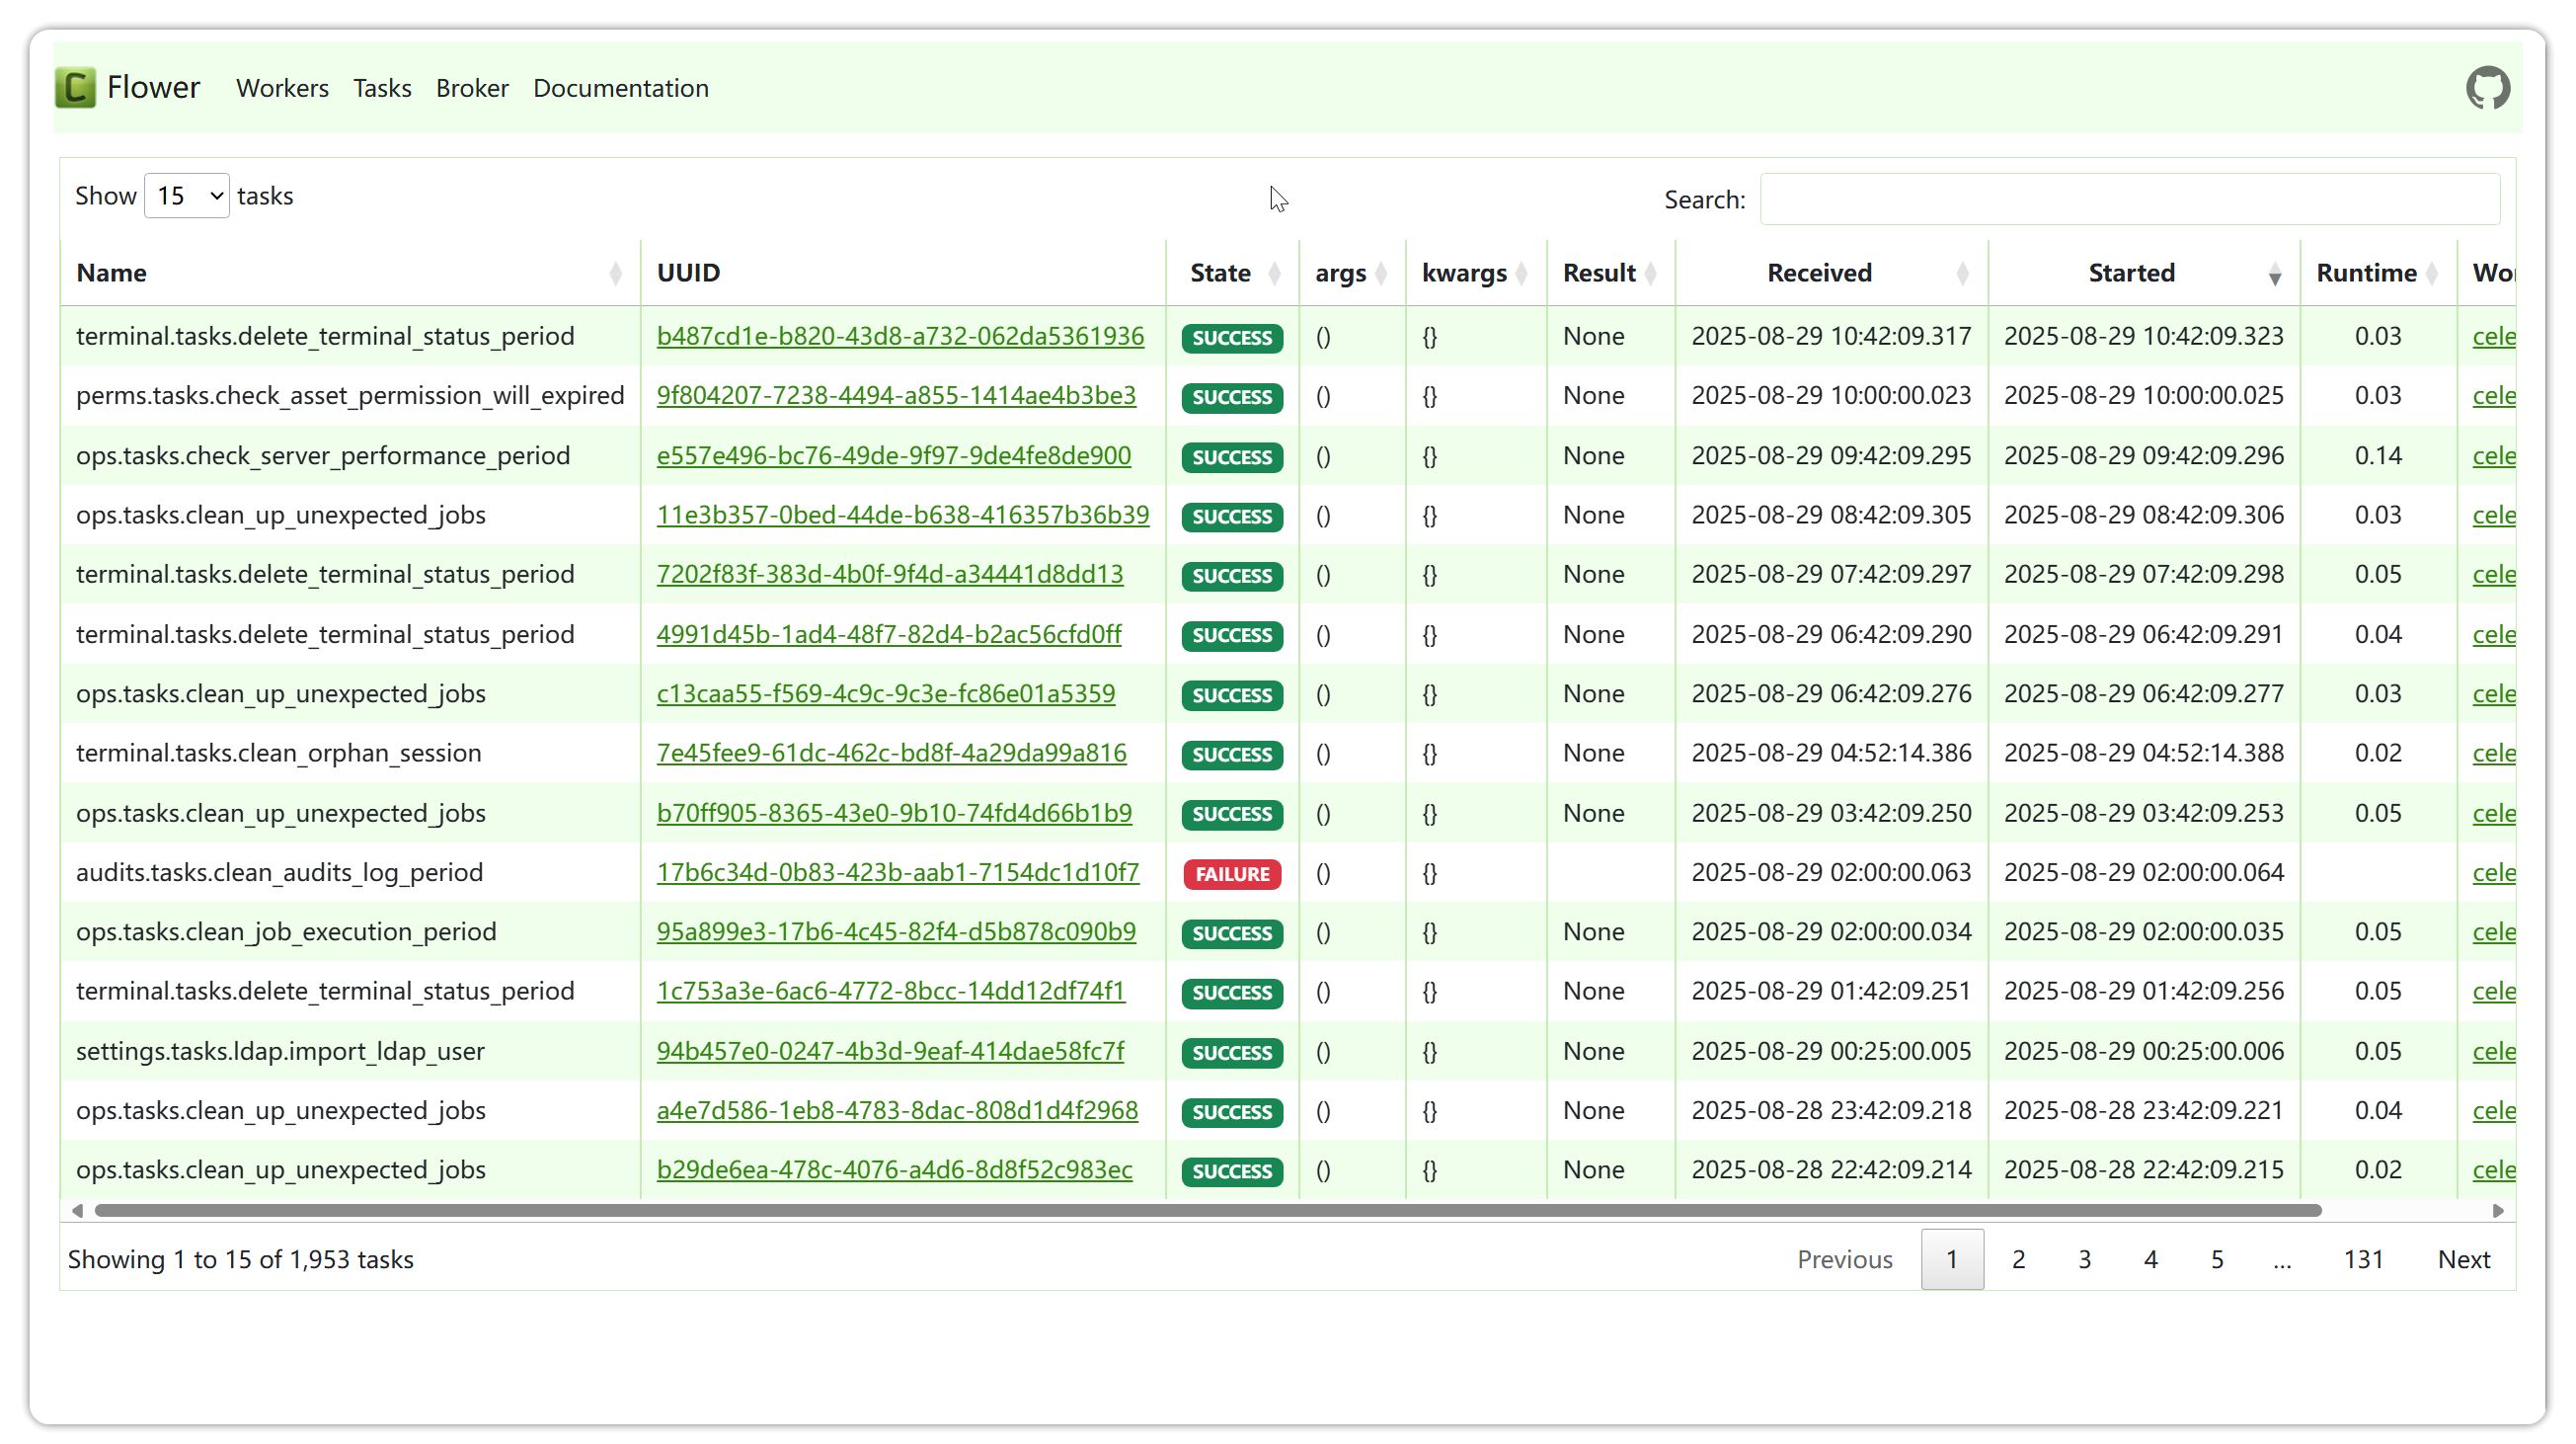 C Flower Workers Tasks Broker Documentation
Show 15 tasks Search:
Name UUID State args kwargs Result Received Started Runtime Wor
terminal.tasks.delete_terminal_status_period b487cd1e-b820-43d8-a732-062da5361936 SUCCESS () {} None 2025-08-29 10:42:09.317 2025-08-29 10:42:09.323 0.03 cele
perms.tasks.check_asset_permission_will_expired 9f804207-7238-4494-a855-1414ae4b3be3 SUCCESS () {} None 2025-08-29 10:00:00.023 2025-08-29 10:00:00.025 0.03 cele
ops.tasks.check_server_performance_period e557e496-bc76-49de-9f97-9de4fe8de900 SUCCESS () {} None 2025-08-29 09:42:09.295 2025-08-29 09:42:09.296 0.14 cele
ops.tasks.clean_up_unexpected_jobs 11e3b357-0bed-44de-b638-416357b36b39 SUCCESS () {} None 2025-08-29 08:42:09.305 2025-08-29 08:42:09.306 0.03 cele
terminal.tasks.delete_terminal_status_period 7202f83f-383d-4b0f-9f4d-a34441d8dd13 SUCCESS () {} None 2025-08-29 07:42:09.297 2025-08-29 07:42:09.298 0.05 cele
terminal.tasks.delete_terminal_status_period 4991d45b-1ad4-48f7-82d4-b2ac56cfd0ff SUCCESS () {} None 2025-08-29 06:42:09.290 2025-08-29 06:42:09.291 0.04 cele
ops.tasks.clean_up_unexpected_jobs c13caa55-f569-4c9c-9c3e-fc86e01a5359 SUCCESS () {} None 2025-08-29 06:42:09.276 2025-08-29 06:42:09.277 0.03 cele
terminal.tasks.clean_orphan_session 7e45fee9-61dc-462c-bd8f-4a29da99a816 SUCCESS () {} None 2025-08-29 04:52:14.386 2025-08-29 04:52:14.388 0.02 cele
ops.tasks.clean_up_unexpected_jobs b70ff905-8365-43e0-9b10-74fd4d66b1b9 SUCCESS () {} None 2025-08-29 03:42:09.250 2025-08-29 03:42:09.253 0.05 cele
audits.tasks.clean_audits_log_period 17b6c34d-0b83-423b-aab1-7154dc1d10f7 FAILURE () {} 2025-08-29 02:00:00.063 2025-08-29 02:00:00.064 cele
ops.tasks.clean_job_execution_period 95a899e3-17b6-4c45-82f4-d5b878c090b9 SUCCESS () {} None 2025-08-29 02:00:00.034 2025-08-29 02:00:00.035 0.05 cele
terminal.tasks.delete_terminal_status_period 1c753a3e-6ac6-4772-8bcc-14dd12df74f1 SUCCESS () {} None 2025-08-29 01:42:09.251 2025-08-29 01:42:09.256 0.05 cele
settings.tasks.ldap.import_ldap_user 94b457e0-0247-4b3d-9eaf-414dae58fc7f SUCCESS () {} None 2025-08-29 00:25:00.005 2025-08-29 00:25:00.006 0.05 cele
ops.tasks.clean_up_unexpected_jobs a4e7d586-1eb8-4783-8dac-808d1d4f2968 SUCCESS () {} None 2025-08-28 23:42:09.218 2025-08-28 23:42:09.221 0.04 cele
ops.tasks.clean_up_unexpected_jobs b29de6ea-478c-4076-a4d6-8d8f52c983ec SUCCESS () {} None 2025-08-28 22:42:09.214 2025-08-28 22:42:09.215 0.02 cele
Showing 1 to 15 of 1,953 tasks Previous 1 2 3 4 5 ... 131 Next